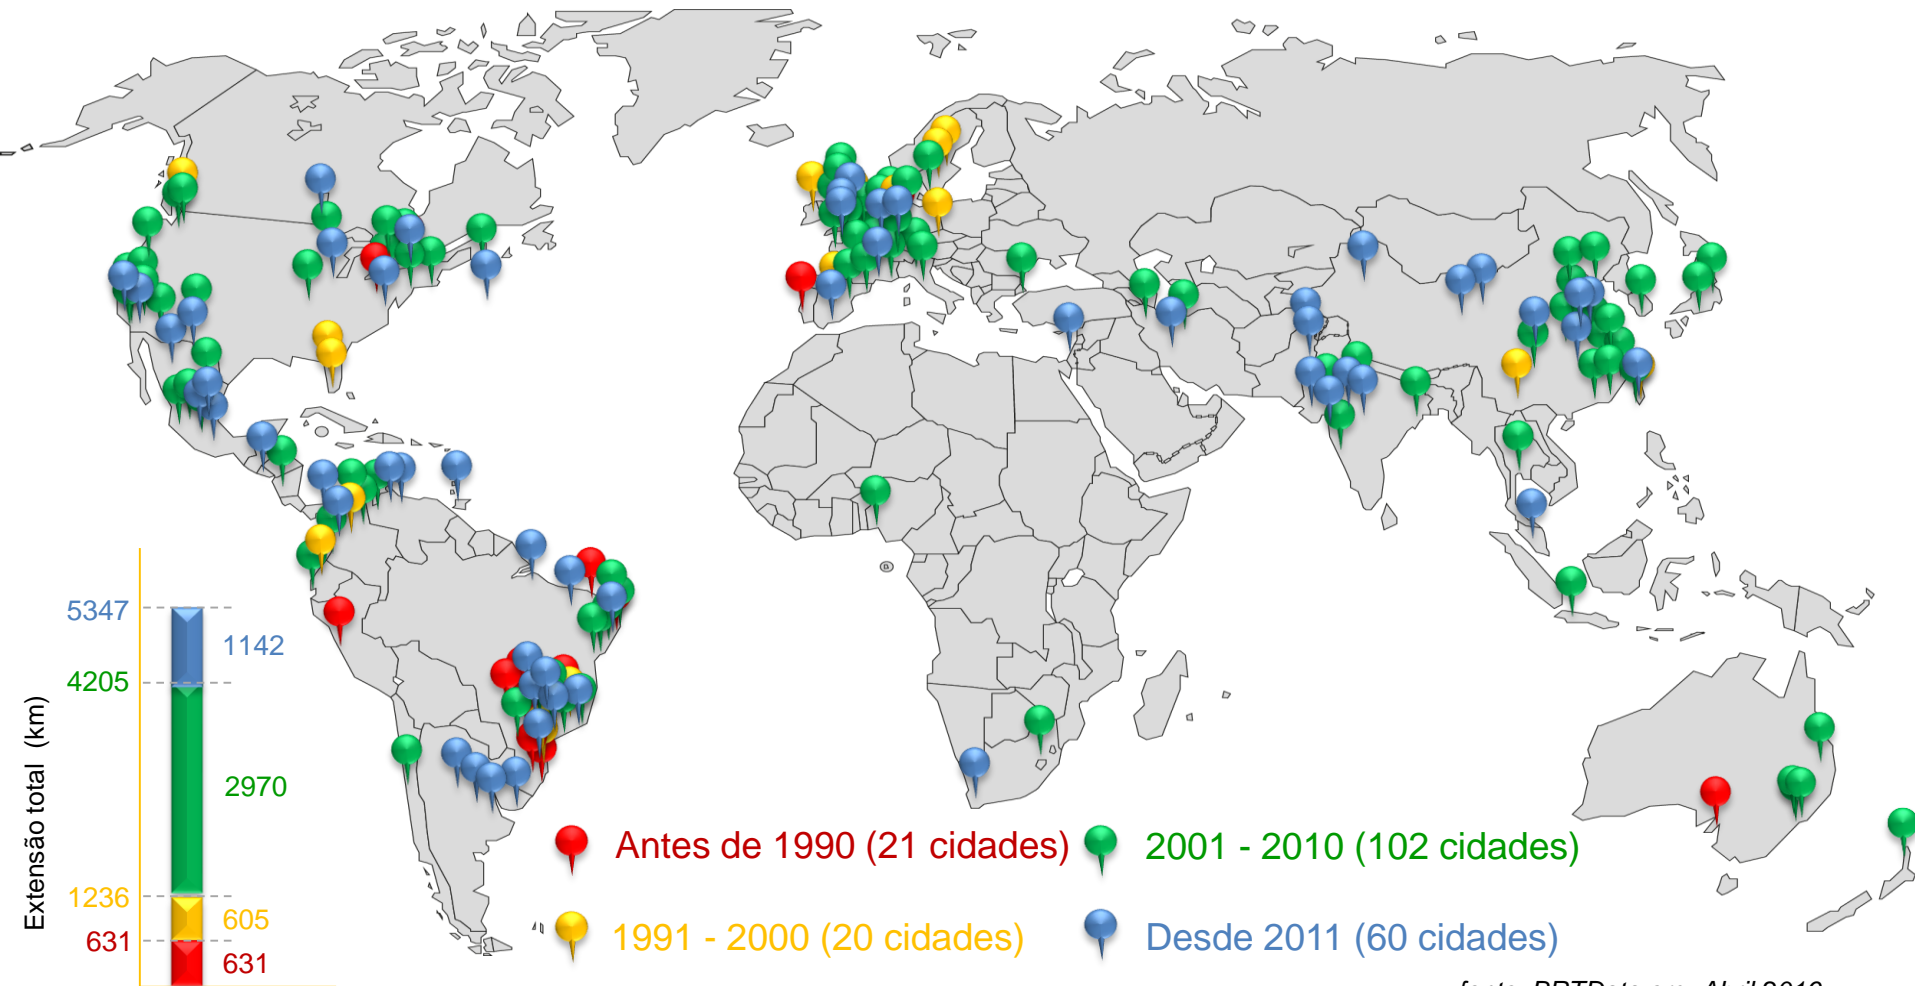 5347
1142
4205
2970
Extensão total (km)
1236
605
631
631
Antes de 1990 (21 cidades)
2001 - 2010 (102 cidades)
1991 - 2000 (20 cidades)
Desde 2011 (60 cidades)